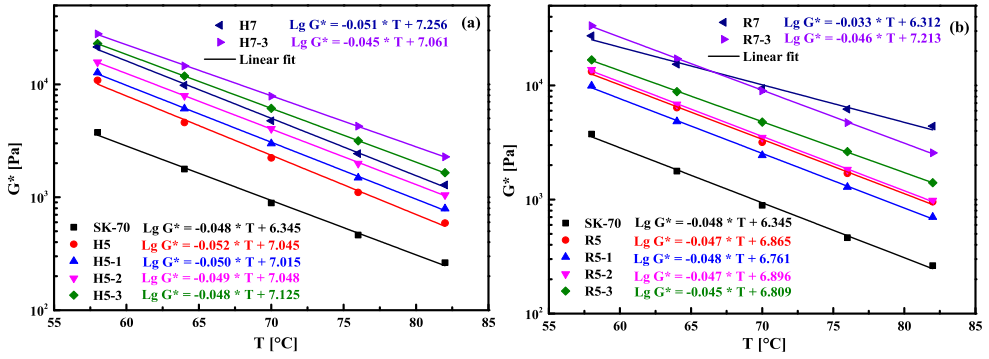 H7 Lg G* = -0.051 * T + 7.256
(a)
H7-3 Lg G* = -0.045 * T + 7.061
Linear fit
10^4
10^3
10^2
G* [Pa]
SK-70 Lg G* = -0.048 * T + 6.345
H5 Lg G* = -0.052 * T + 7.045
H5-1 Lg G* = -0.050 * T + 7.015
H5-2 Lg G* = -0.049 * T + 7.048
H5-3 Lg G* = -0.048 * T + 7.125
55 60 65 70 75 80 85
T [°C]
R7 Lg G* = -0.033 * T + 6.312
(b)
R7-3 Lg G* = -0.046 * T + 7.213
Linear fit
10^4
10^3
10^2
G* [Pa]
SK-70 Lg G* = -0.048 * T + 6.345
R5 Lg G* = -0.047 * T + 6.865
R5-1 Lg G* = -0.048 * T + 6.761
R5-2 Lg G* = -0.047 * T + 6.896
R5-3 Lg G* = -0.045 * T + 6.809
55 60 65 70 75 80 85
T [°C]